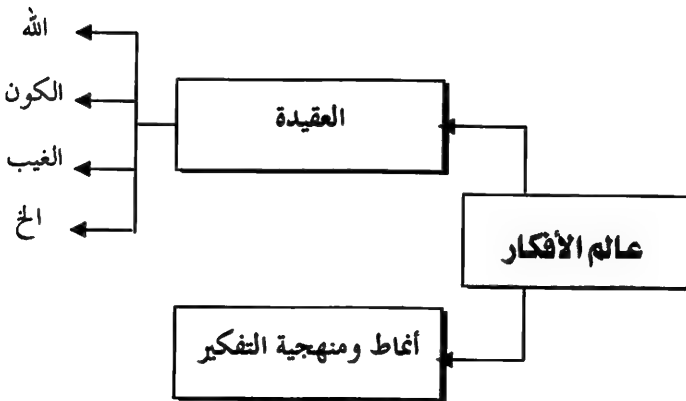 عالم الأفكار
العقيدة
الله
الكون
الغيب
الخ
أنماط ومنهجية التفكير